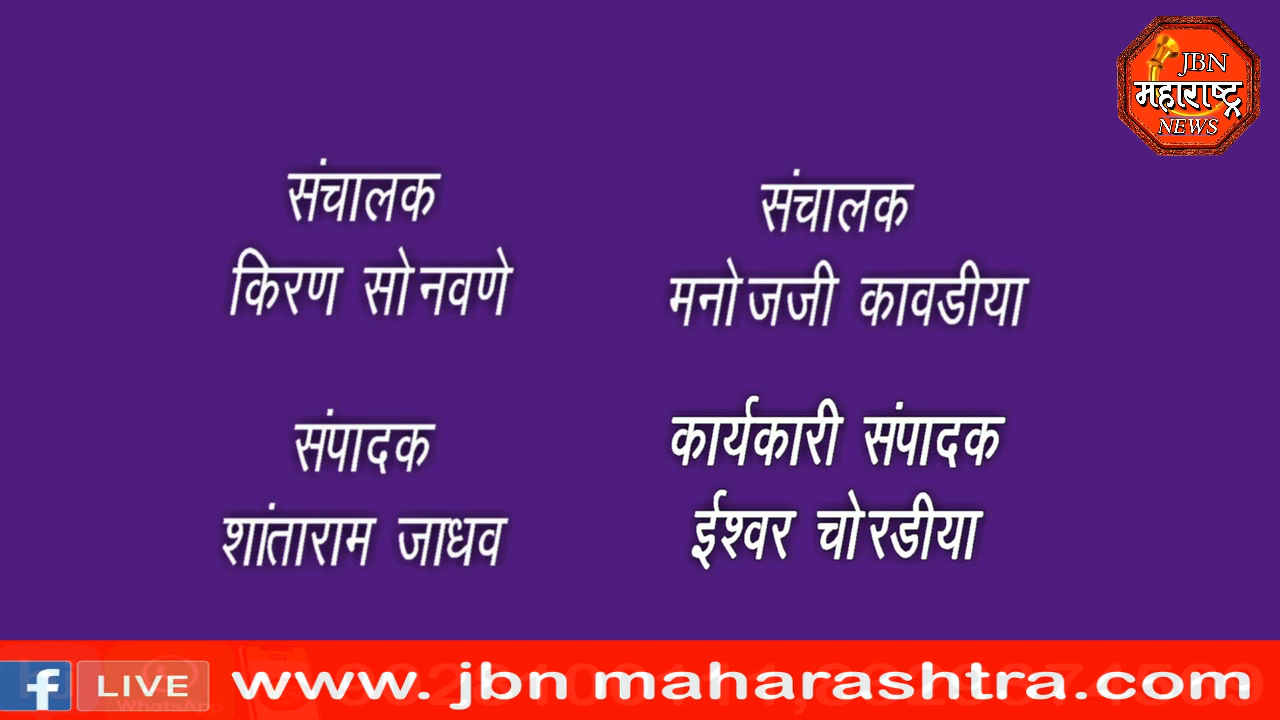 JBN
महाराष्ट्र
NEWS
संचालक
किरण सोनवणे
संचालक
मनोजजी कावडीया
संपादक
शांताराम जाधव
कार्यकारी संपादक
ईश्वर चोरडीया
f LIVE www. jbn maharashtra.com
WhatsApp